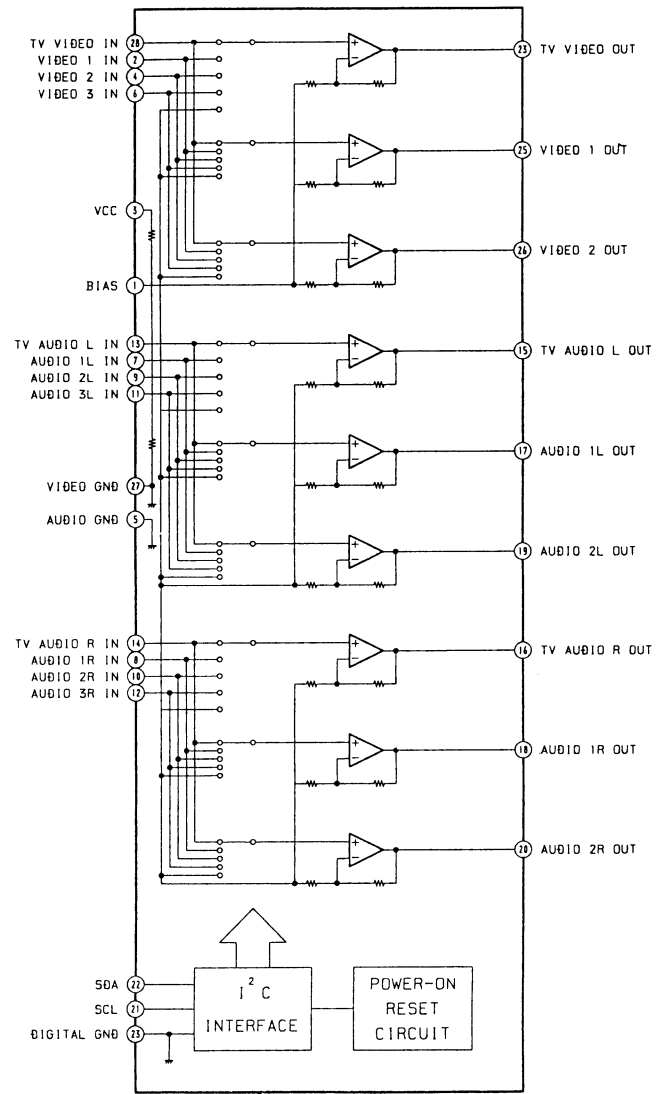 TV VIDEO IN 28
VIDEO 1 IN 2
VIDEO 2 IN 4
VIDEO 3 IN 6
23 TV VIDEO OUT
25 VIDEO 1 OUT
VCC 3
26 VIDEO 2 OUT
BIAS 1
TV AUDIO L IN 13
AUDIO 1L IN 7
AUDIO 2L IN 9
AUDIO 3L IN 11
15 TV AUDIO L OUT
17 AUDIO 1L OUT
VIDEO GND 27
AUDIO GND 5
19 AUDIO 2L OUT
TV AUDIO R IN 14
AUDIO 1R IN 8
AUDIO 2R IN 10
AUDIO 3R IN 12
16 TV AUDIO R OUT
18 AUDIO 1R OUT
20 AUDIO 2R OUT
SDA 22
SCL 21
DIGITAL GND 23
I²C
INTERFACE
POWER-ON
RESET
CIRCUIT